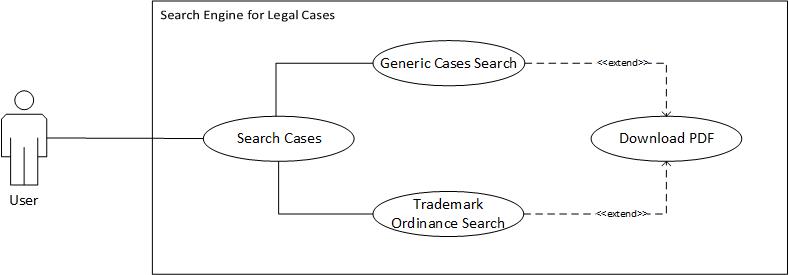 Search Engine for Legal Cases
Generic Cases Search
<<extend>>
Search Cases
Download PDF
User
Trademark
Ordinance Search
<<extend>>